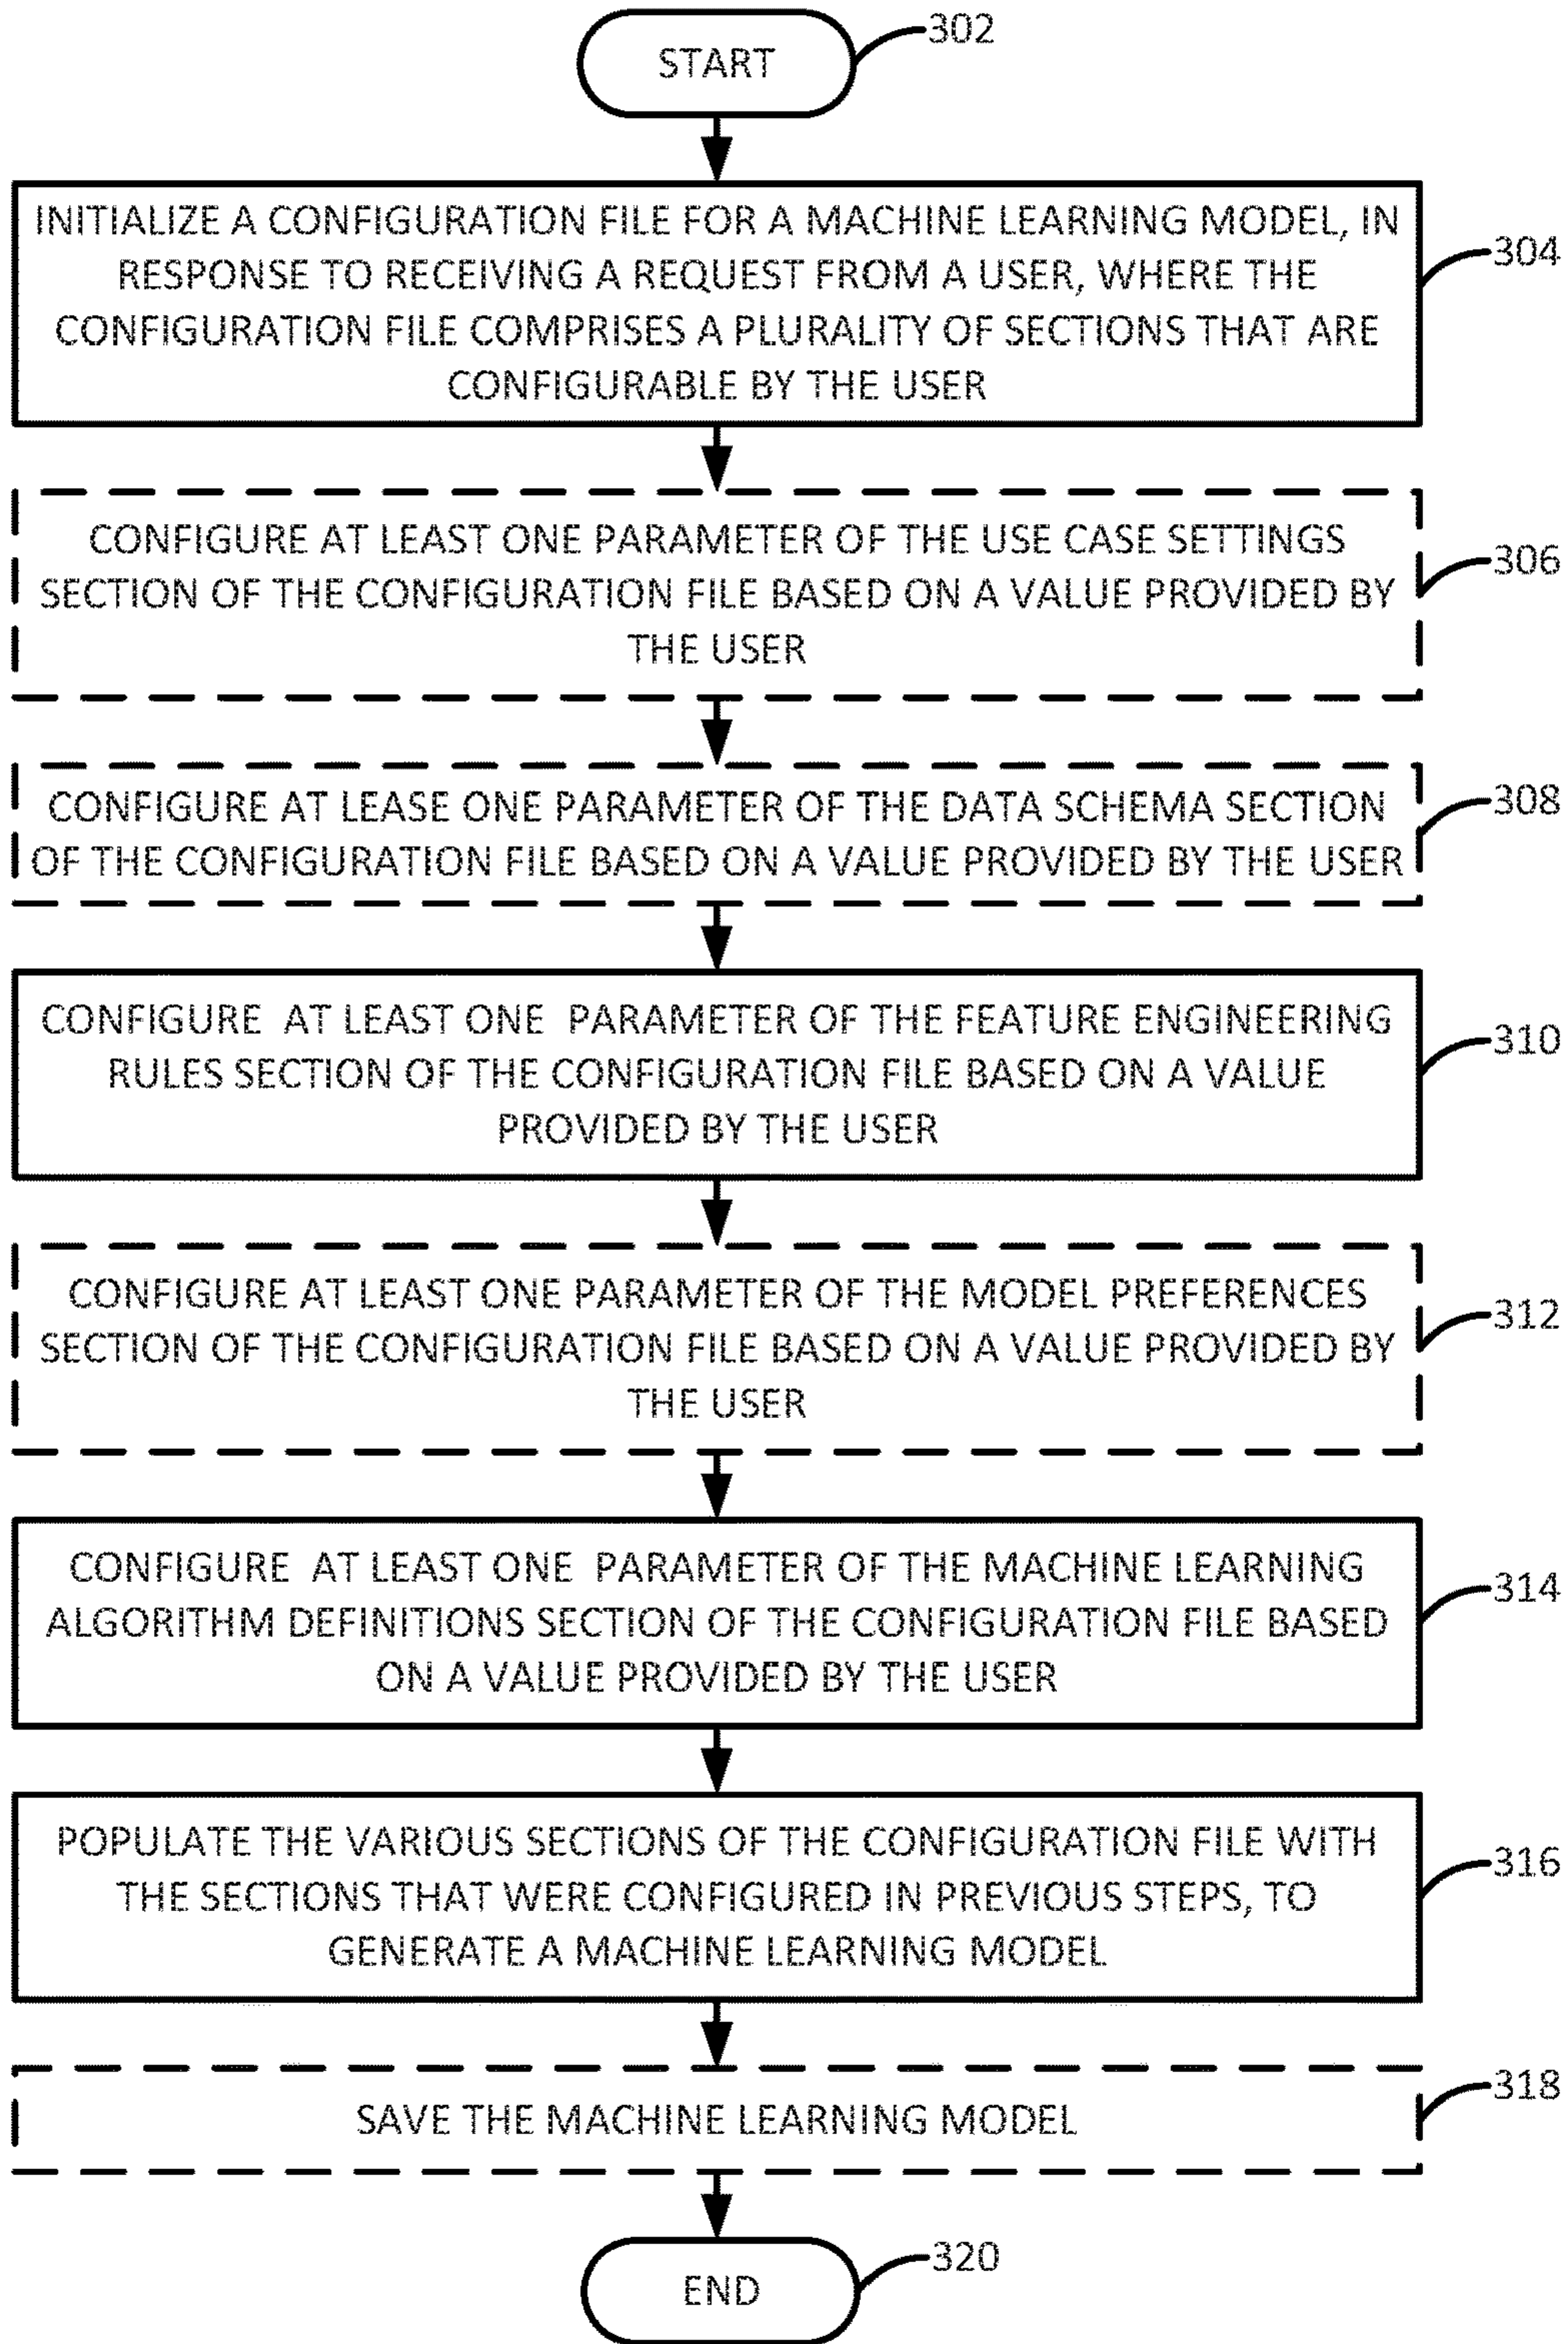 START
302
INITIALIZE A CONFIGURATION FILE FOR A MACHINE LEARNING MODEL, IN
RESPONSE TO RECEIVING A REQUEST FROM A USER, WHERE THE
CONFIGURATION FILE COMPRISES A PLURALITY OF SECTIONS THAT ARE
CONFIGURABLE BY THE USER
304
CONFIGURE AT LEAST ONE PARAMETER OF THE USE CASE SETTINGS
SECTION OF THE CONFIGURATION FILE BASED ON A VALUE PROVIDED BY
THE USER
306
CONFIGURE AT LEASE ONE PARAMETER OF THE DATA SCHEMA SECTION
OF THE CONFIGURATION FILE BASED ON A VALUE PROVIDED BY THE USER
308
CONFIGURE AT LEAST ONE PARAMETER OF THE FEATURE ENGINEERING
RULES SECTION OF THE CONFIGURATION FILE BASED ON A VALUE
PROVIDED BY THE USER
310
CONFIGURE AT LEAST ONE PARAMETER OF THE MODEL PREFERENCES
SECTION OF THE CONFIGURATION FILE BASED ON A VALUE PROVIDED BY
THE USER
312
CONFIGURE AT LEAST ONE PARAMETER OF THE MACHINE LEARNING
ALGORITHM DEFINITIONS SECTION OF THE CONFIGURATION FILE BASED
ON A VALUE PROVIDED BY THE USER
314
POPULATE THE VARIOUS SECTIONS OF THE CONFIGURATION FILE WITH
THE SECTIONS THAT WERE CONFIGURED IN PREVIOUS STEPS, TO
GENERATE A MACHINE LEARNING MODEL
316
SAVE THE MACHINE LEARNING MODEL
318
END
320